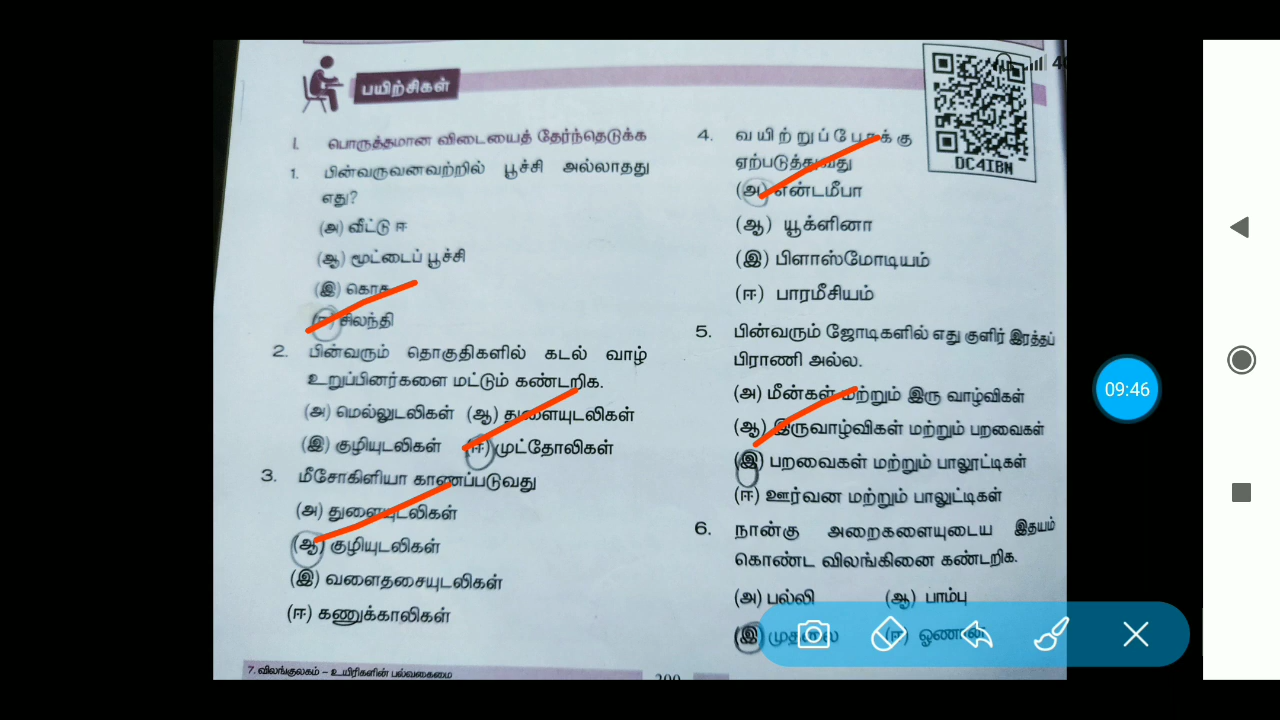 பயிற்சிகள்
I. பொருத்தமான விடையைத் தேர்ந்தெடுக்க
1. பின்வருவனவற்றில் பூச்சி அல்லாதது
எது?
(அ) வீட்டு ஈ
(ஆ) மூட்டைப் பூச்சி
(இ) கொசு
(ஈ) சிலந்தி
2. பின்வரும் தொகுதிகளில் கடல் வாழ்
உறுப்பினர்களை மட்டும் கண்டறிக.
(அ) மெல்லுடலிகள் (ஆ) துளையுடலிகள்
(இ) குழியுடலிகள் (ஈ) முட்தோலிகள்
3. மீசோகிளியா காணப்படுவது
(அ) துளையுடலிகள்
(ஆ) குழியுடலிகள்
(இ) வளைதசையுடலிகள்
(ஈ) கணுக்காலிகள்
7. விலங்குலகம் – உயிரிகளின் பல்வகைமை
200
4. வயிற்றுப்போக்கு
ஏற்படுத்துவது
(அ) எண்டமீபா
(ஆ) யூக்ளினா
(இ) பிளாஸ்மோடியம்
(ஈ) பாரமீசியம்
5. பின்வரும் ஜோடிகளில் எது குளிர் இரத்தப்
பிராணி அல்ல.
(அ) மீன்கள் மற்றும் இரு வாழ்விகள்
(ஆ) இருவாழ்விகள் மற்றும் பறவைகள்
(இ) பறவைகள் மற்றும் பாலூட்டிகள்
(ஈ) ஊர்வன மற்றும் பாலுட்டிகள்
6. நான்கு அறைகளையுடைய இதயம்
கொண்ட விலங்கினை கண்டறிக.
(அ) பல்லி (ஆ) பாம்பு
(இ) முதலை (ஈ) ஓணான்
DC4IBN
09:46